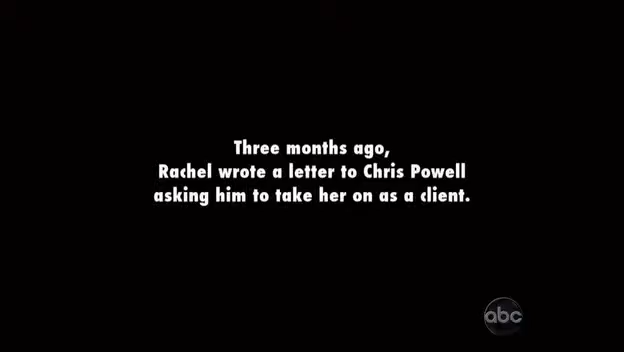 Three months ago,
Rachel wrote a letter to Chris Powell
asking him to take her on as a client.
abc